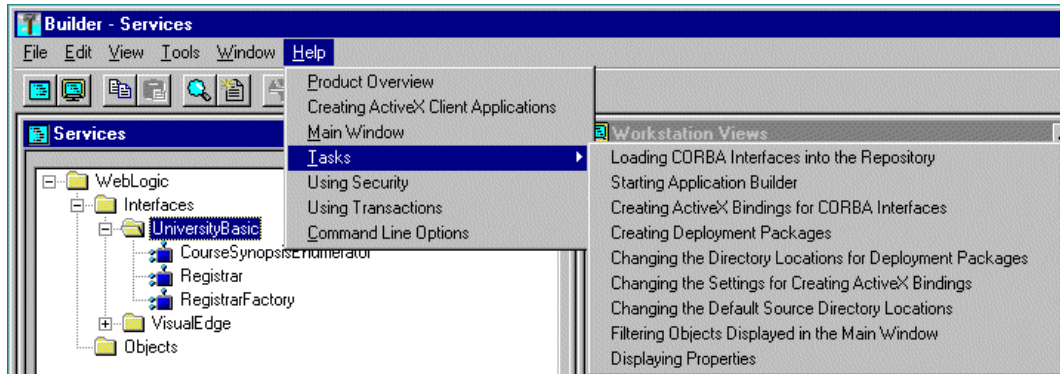 Builder - Services
File Edit View Tools Window Help
Product Overview
Creating ActiveX Client Applications
Main Window
Tasks
Using Security
Using Transactions
Command Line Options
Services
WebLogic
Interfaces
UniversityBasic
CourseSynopsisEnumerator
Registrar
RegistrarFactory
VisualEdge
Objects
Workstation Views
Loading CORBA Interfaces into the Repository
Starting Application Builder
Creating ActiveX Bindings for CORBA Interfaces
Creating Deployment Packages
Changing the Directory Locations for Deployment Packages
Changing the Settings for Creating ActiveX Bindings
Changing the Default Source Directory Locations
Filtering Objects Displayed in the Main Window
Displaying Properties